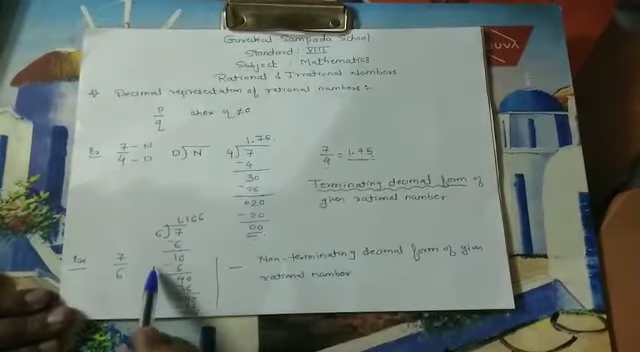 Gurukul Sampada School
Standard: VIII
Subject: Mathematics
Rational & Irrational Numbers
* Decimal representation of rational numbers:-
p/q when q≠0
Ex 7-N / 4-D
D)N
1.75
4)7
-4
30
-28
020
-20
00
7/4 = 1.75
Terminating decimal form of
given rational number
Ex 7/6
1.166
6)7
-6
10
6
40
36
— Non-terminating decimal form of given
rational number